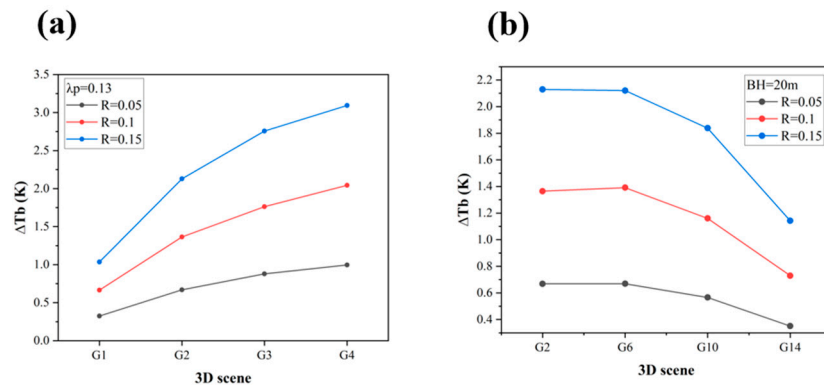 (a)
3.5
3.0
2.5
2.0
1.5
1.0
0.5
0.0
ΔTb (K)
λp=0.13
R=0.05
R=0.1
R=0.15
G1 G2 G3 G4
3D scene
(b)
2.2
2.0
1.8
1.6
1.4
1.2
1.0
0.8
0.6
0.4
ΔTb (K)
BH=20m
R=0.05
R=0.1
R=0.15
G2 G6 G10 G14
3D scene